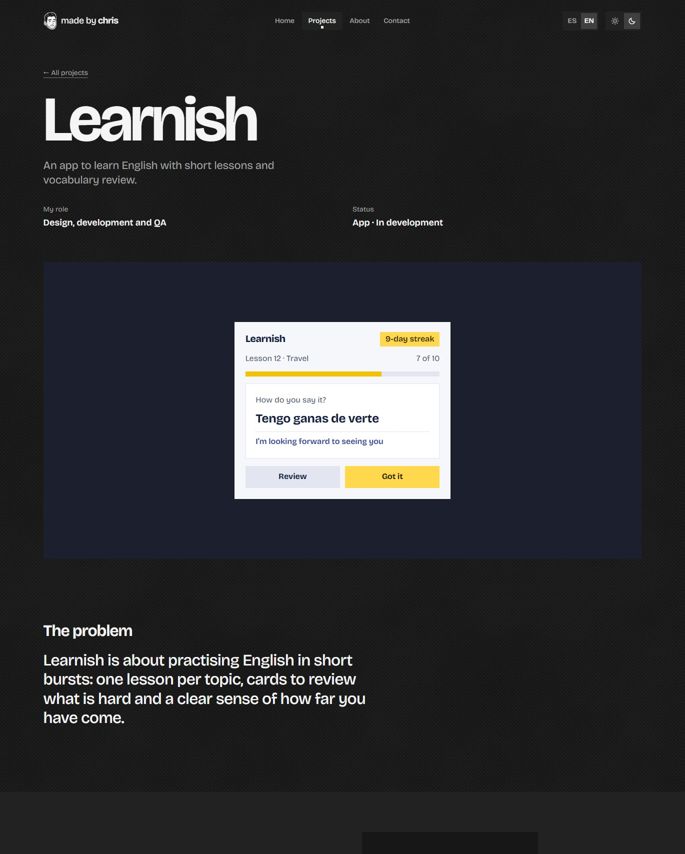 made by chris
Home
Projects
About
Contact
ES
EN
← All projects
Learnish
An app to learn English with short lessons and
vocabulary review.
My role
Design, development and QA
Status
App · In development
Learnish
9-day streak
Lesson 12 · Travel
7 of 10
How do you say it?
Tengo ganas de verte
I'm looking forward to seeing you
Review
Got it
The problem
Learnish is about practising English in short
bursts: one lesson per topic, cards to review
what is hard and a clear sense of how far you
have come.